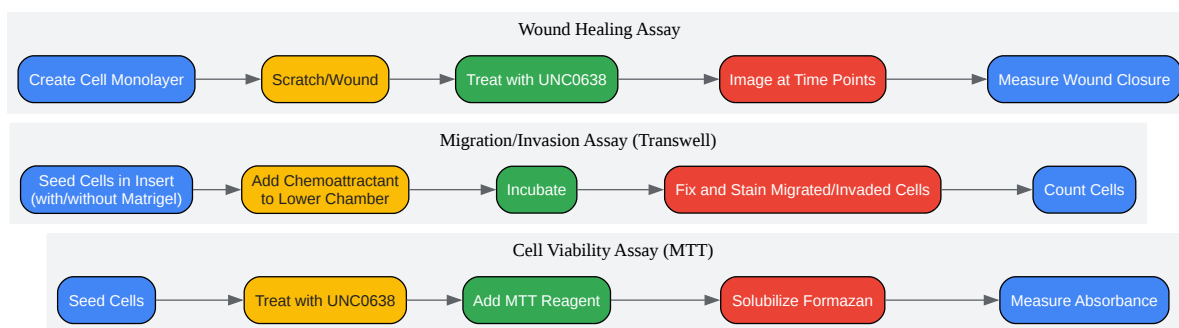 Wound Healing Assay
Create Cell Monolayer
Scratch/Wound
Treat with UNC0638
Image at Time Points
Measure Wound Closure
Migration/Invasion Assay (Transwell)
Seed Cells in Insert
(with/without Matrigel)
Add Chemoattractant
to Lower Chamber
Incubate
Fix and Stain Migrated/Invaded Cells
Count Cells
Cell Viability Assay (MTT)
Seed Cells
Treat with UNC0638
Add MTT Reagent
Solubilize Formazan
Measure Absorbance